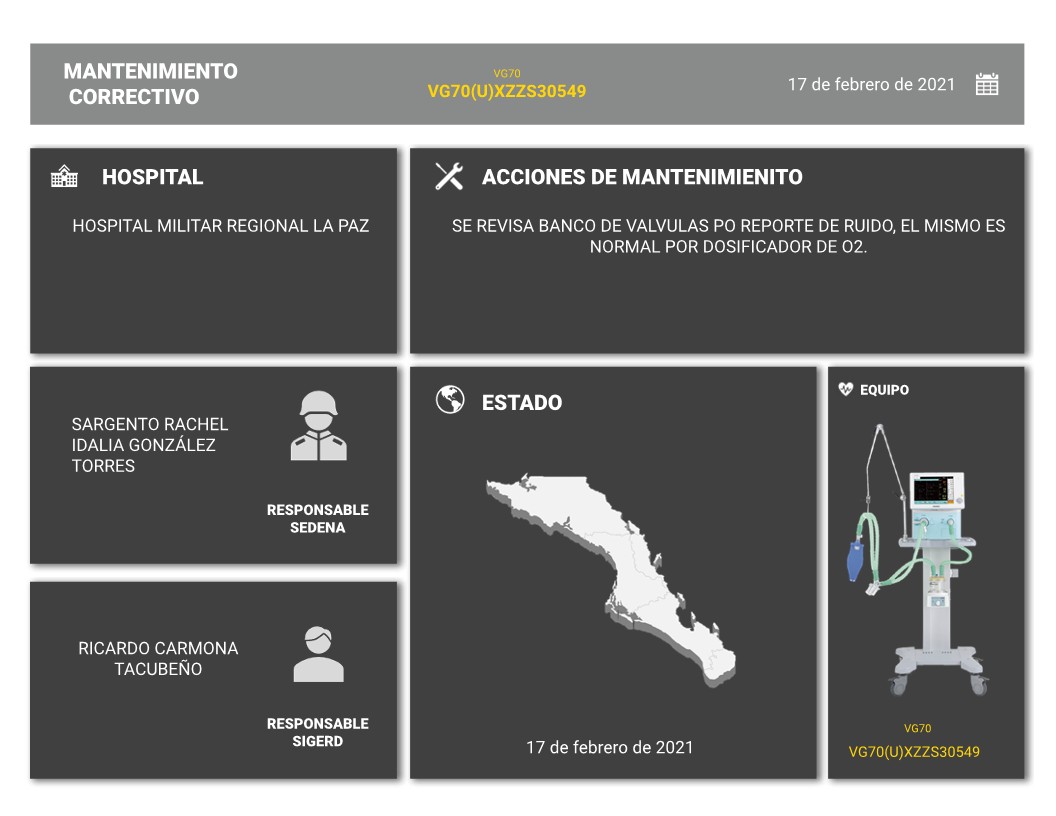 MANTENIMIENTO
CORRECTIVO
VG70
VG70(U)XZZS30549
17 de febrero de 2021
HOSPITAL
HOSPITAL MILITAR REGIONAL LA PAZ
ACCIONES DE MANTENIMIENITO
SE REVISA BANCO DE VALVULAS PO REPORTE DE RUIDO, EL MISMO ES
NORMAL POR DOSIFICADOR DE O2.
SARGENTO RACHEL
IDALIA GONZÁLEZ
TORRES
RESPONSABLE
SEDENA
RICARDO CARMONA
TACUBEÑO
RESPONSABLE
SIGERD
ESTADO
17 de febrero de 2021
EQUIPO
VG70
VG70(U)XZZS30549